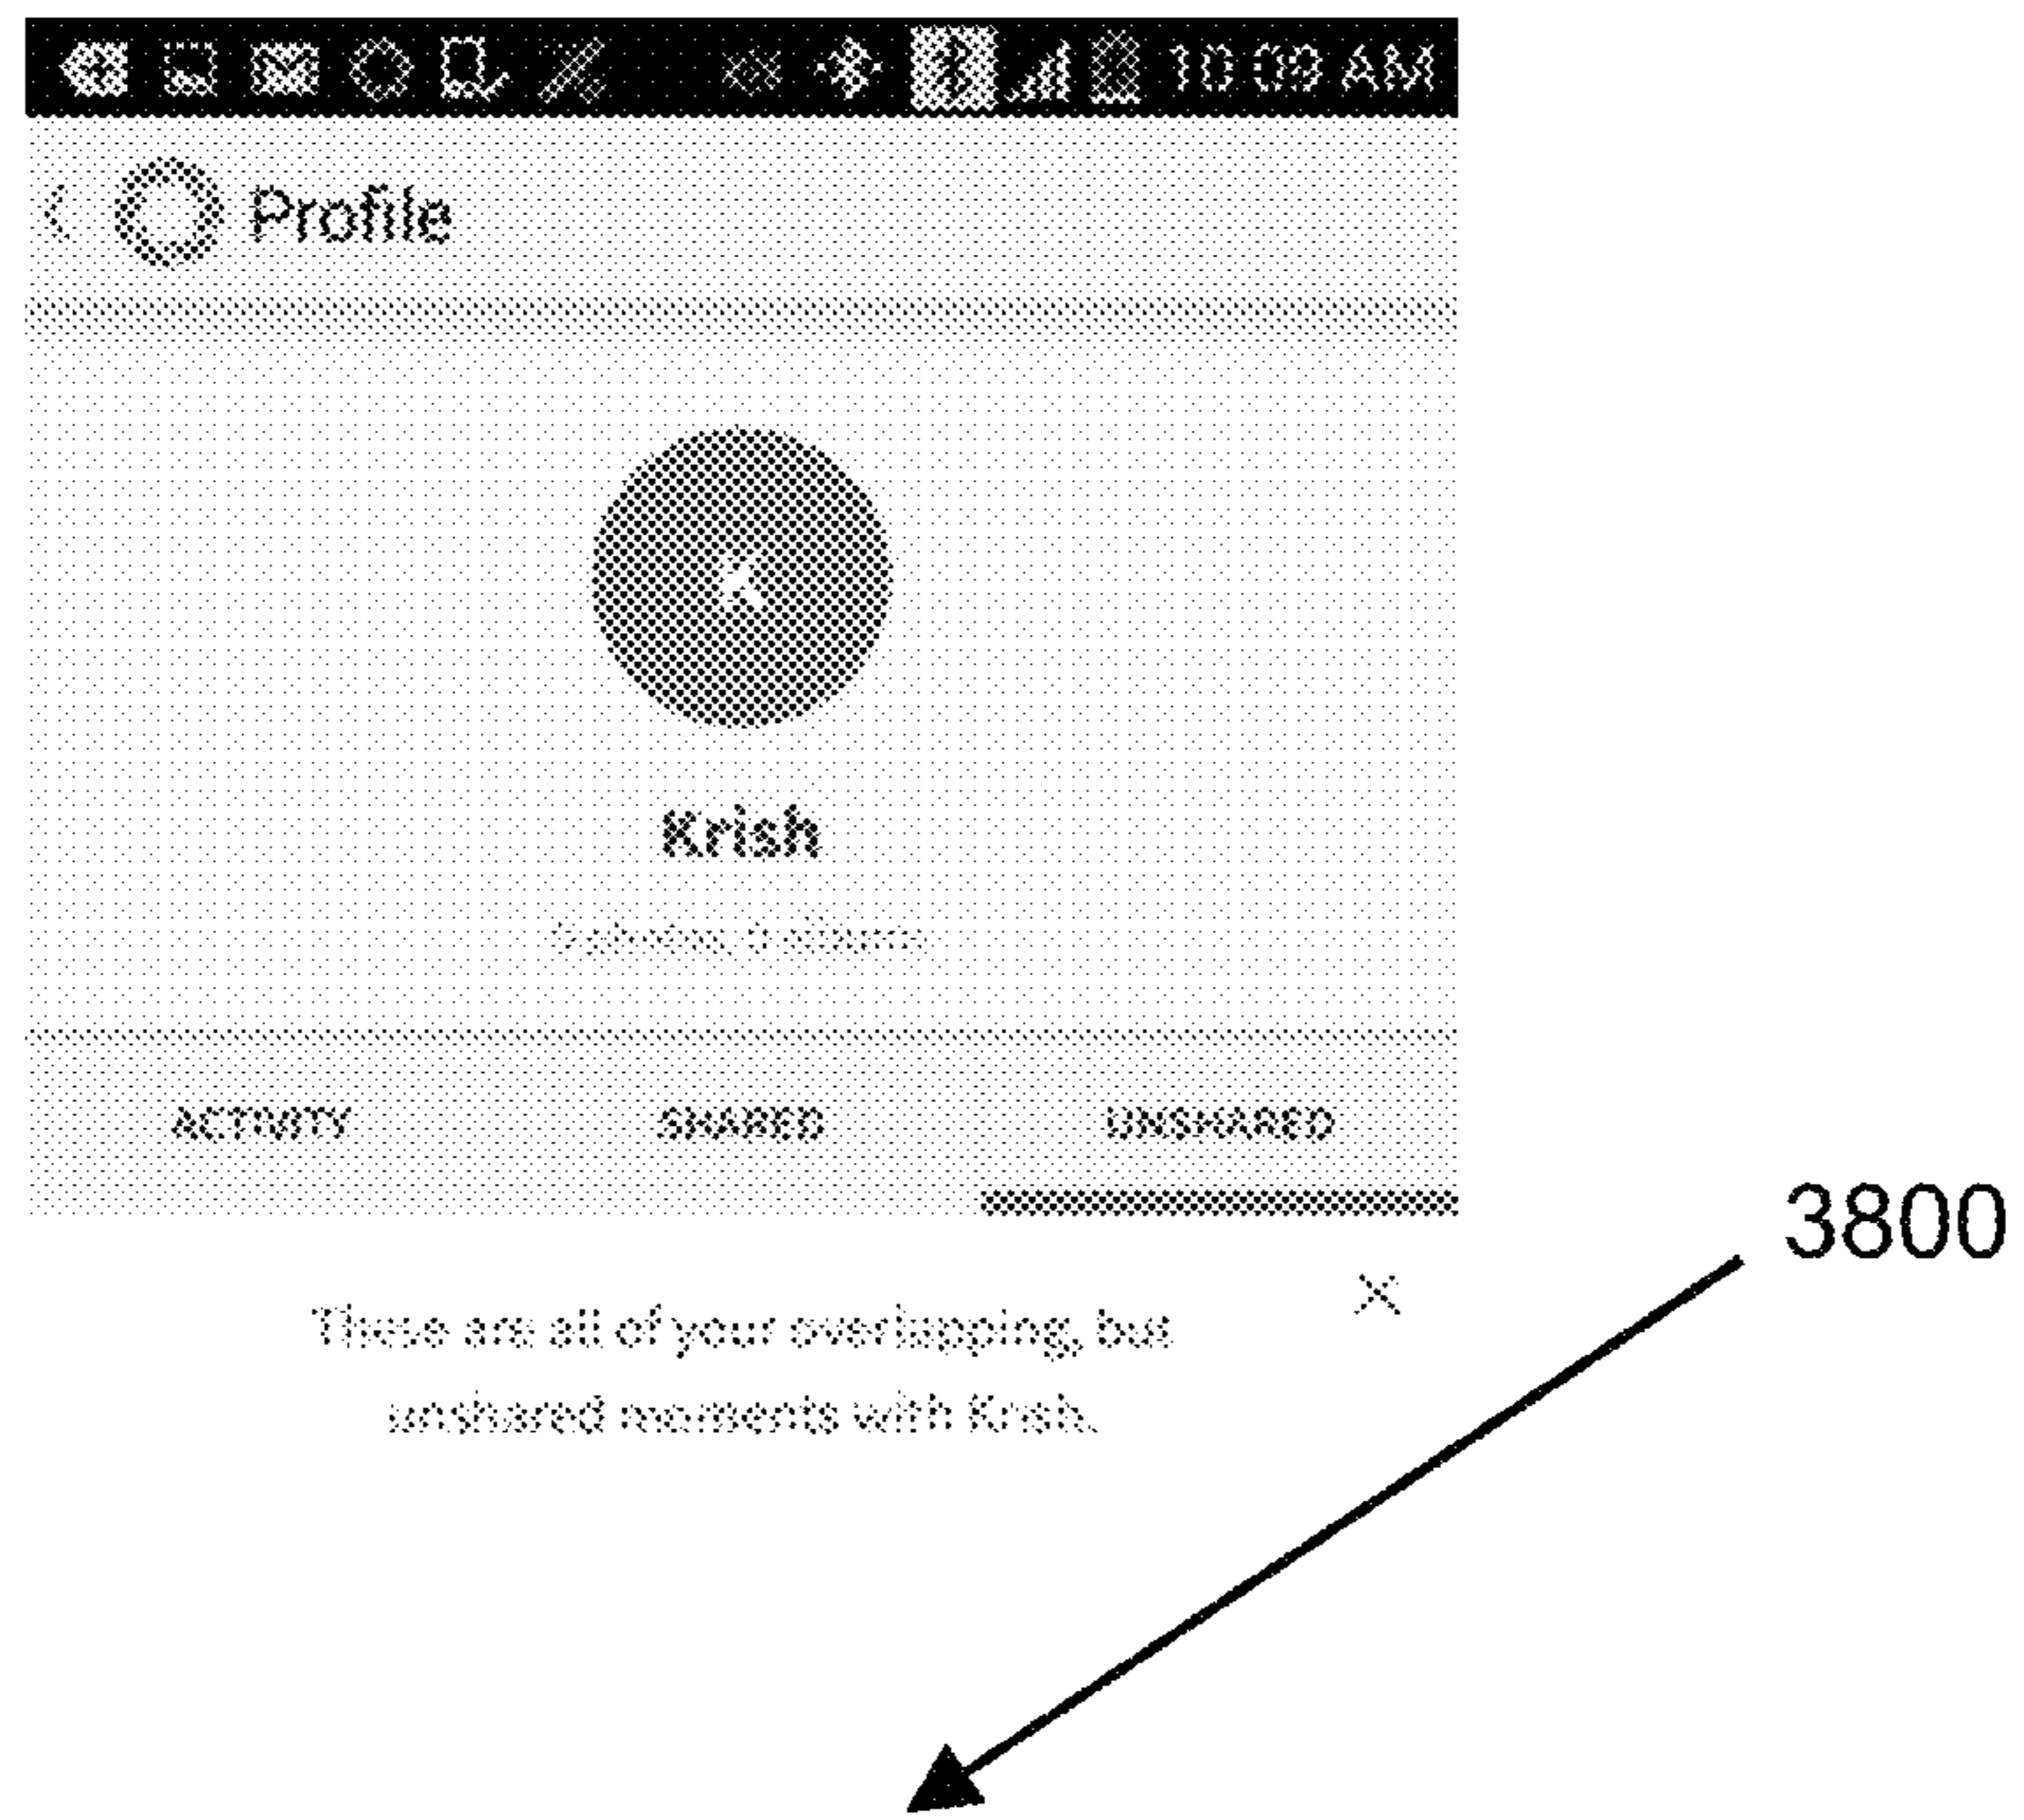 10:09 AM
Profile
K
Krish
ACTIVITY
SHARED
UNSHARED
3800
These are all of your overlapping, but
unshared moments with Krish.